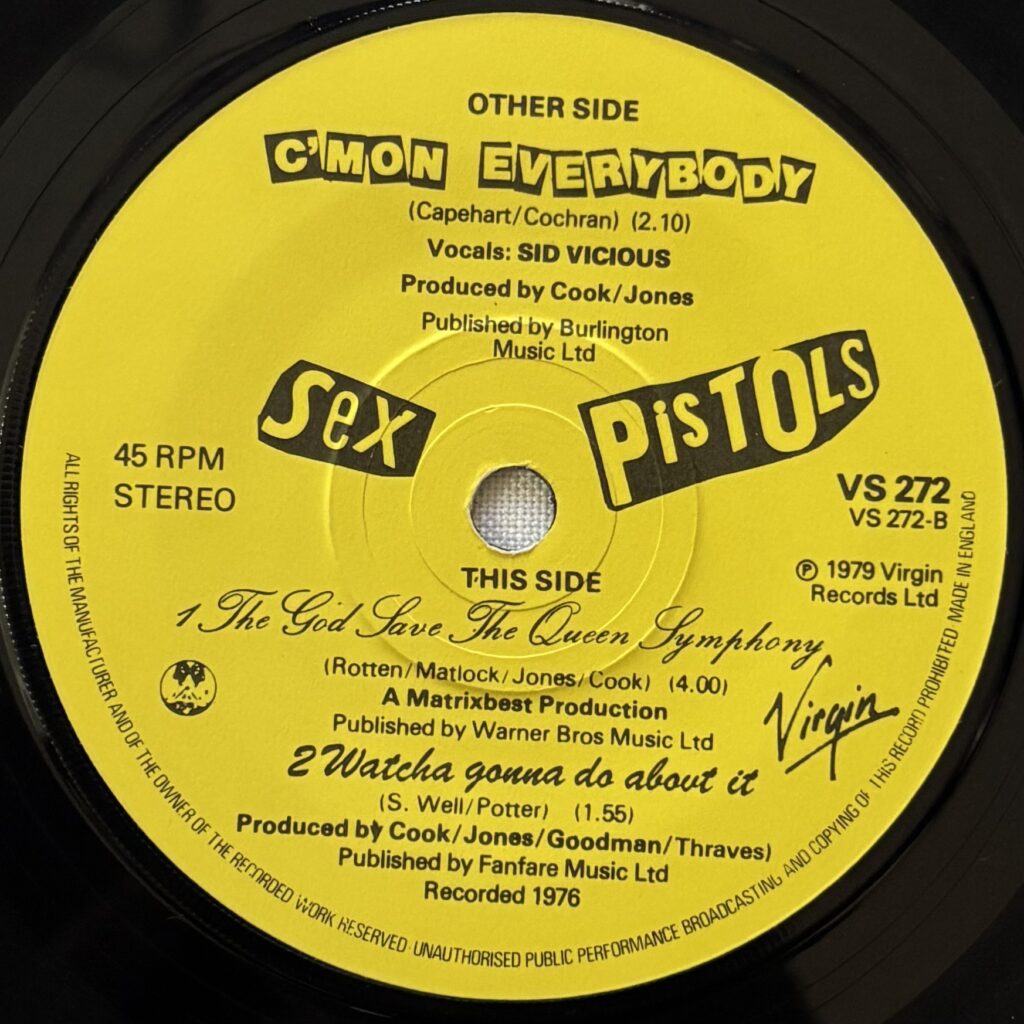 OTHER SIDE
C'MON EVERYBODY
(Capehart/Cochran) (2.10)
Vocals: SID VICIOUS
Produced by Cook/Jones
Published by Burlington
Music Ltd
SEX PISTOLS
45 RPM
STEREO
VS 272
VS 272-B
℗ 1979 Virgin
Records Ltd
THIS SIDE
1 The God Save The Queen Symphony
(Rotten/Matlock/Jones/Cook) (4.00)
A Matrixbest Production
Published by Warner Bros Music Ltd
Virgin
2 Watcha gonna do about it
(S. Well/Potter) (1.55)
Produced by Cook/Jones/Goodman/Thraves)
Published by Fanfare Music Ltd
Recorded 1976
ALL RIGHTS OF THE MANUFACTURER AND OF THE OWNER OF THE RECORDED WORK RESERVED · UNAUTHORISED PUBLIC PERFORMANCE BROADCASTING AND COPYING OF THIS RECORD PROHIBITED MADE IN ENGLAND